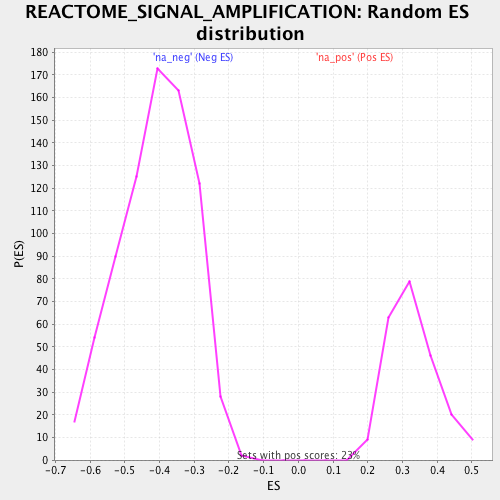 REACTOME_SIGNAL_AMPLIFICATION: Random ES
distribution
'na_neg' (Neg ES)
'na_pos' (Pos ES)
P(ES)
180
170
160
150
140
130
120
110
100
90
80
70
60
50
40
30
20
10
0
Sets with pos scores: 23%
-0.7 -0.6 -0.5 -0.4 -0.3 -0.2 -0.1 0.0 0.1 0.2 0.3 0.4 0.5
ES